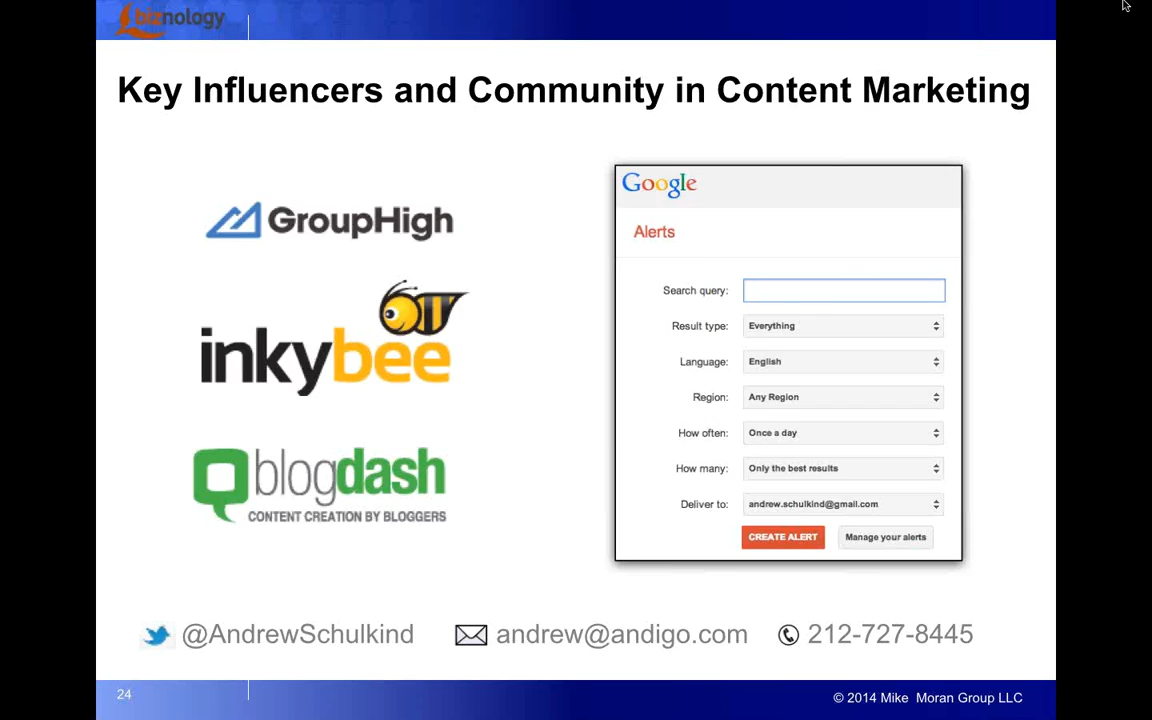 biznology
Key Influencers and Community in Content Marketing
GroupHigh
inkybee
blogdash
CONTENT CREATION BY BLOGGERS
Google
Alerts
Search query:
Result type: Everything
Language: English
Region: Any Region
How often: Once a day
How many: Only the best results
Deliver to: andrew.schulkind@gmail.com
CREATE ALERT Manage your alerts
@AndrewSchulkind andrew@andigo.com 212-727-8445
24
© 2014 Mike Moran Group LLC